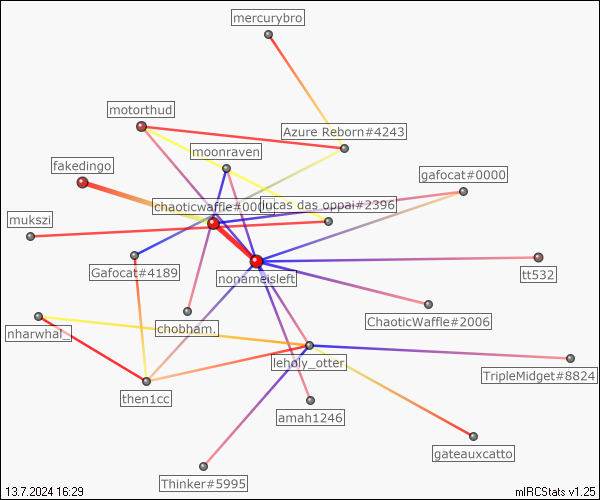 mercurybro
motorthud
Azure Reborn#4243
moonraven
fakedingo
gafocat#0000
chaoticwaffle#000
lucas das oppai#2396
mukszi
Gafocat#4189
nonameisleft
tt532
ChaoticWaffle#2006
chobham.
nharwhal_
leholy_otter
TripleMidget#8824
then1cc
amah1246
gateauxcatto
Thinker#5995
13.7.2024 16:29
mIRCStats v1.25